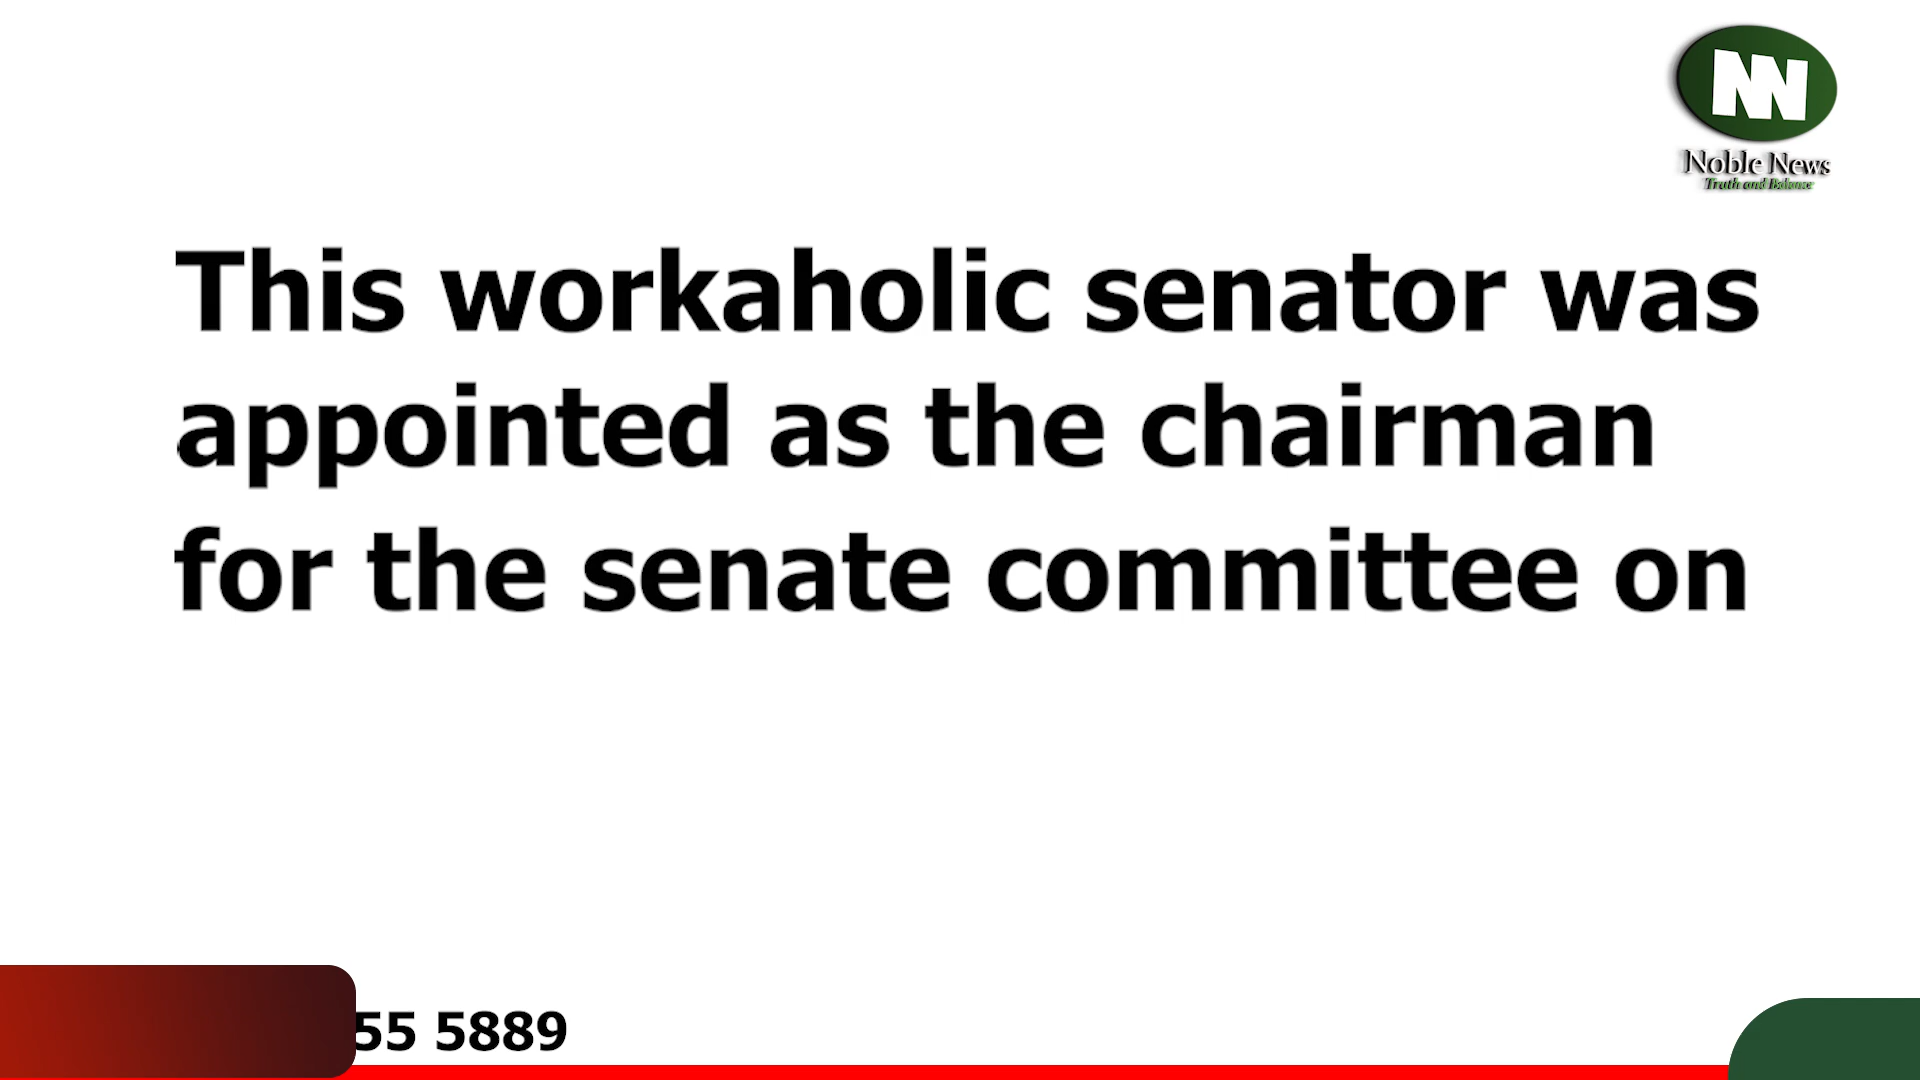 NN
Noble News
Truth and Balance
This workaholic senator was
appointed as the chairman
for the senate committee on
55 5889